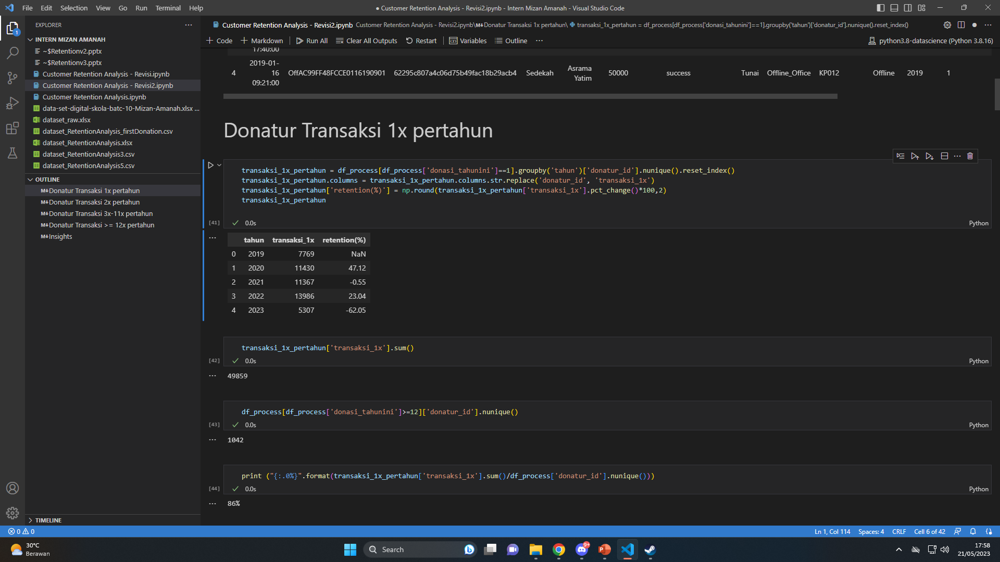 File Edit Selection View Go Run Terminal Help
● Customer Retention Analysis - Revisi2.ipynb - Intern Mizan Amanah - Visual Studio Code
EXPLORER
1
INTERN MIZAN AMANAH
~$Retentionv2.pptx
~$Retentionv3.pptx
Customer Retention Analysis - Revisi.ipynb
Customer Retention Analysis - Revisi2.ipynb
Customer Retention Analysis.ipynb
data-set-digital-skola-batc-10-Mizan-Amanah.xlsx ...
dataset_raw.xlsx
dataset_RetentionAnalysis_firstDonation.csv
dataset_RetentionAnalysis.xlsx
dataset_RetentionAnalysis3.csv
dataset_RetentionAnalysis5.csv
OUTLINE
M↓Donatur Transaksi 1x pertahun
M↓Donatur Transaksi 2x pertahun
M↓Donatur Transaksi 3x-11x pertahun
M↓Donatur Transaksi >= 12x pertahun
M↓Insights
TIMELINE
Customer Retention Analysis - Revisi2.ipynb Customer Retention Analysis - Revisi2.ipynb\M↓Donatur Transaksi 1x pertahun\ transaksi_1x_pertahun = df_process[df_process['donasi_tahunini']==1].groupby('tahun')['donatur_id'].nunique().reset_index()
+ Code + Markdown Run All Clear All Outputs Restart Variables Outline ... python3.8-datascience (Python 3.8.16)
17:40:00
4 2019-01-16 09:21:00 OffAC99FF48FCCE0116190901 62295c807a4c06d75b49fac18b29acb4 Sedekah Asrama Yatim 50000 success Tunai Offline_Office KP012 Offline 2019 1
Donatur Transaksi 1x pertahun
transaksi_1x_pertahun = df_process[df_process['donasi_tahunini']==1].groupby('tahun')['donatur_id'].nunique().reset_index()
transaksi_1x_pertahun.columns = transaksi_1x_pertahun.columns.str.replace('donatur_id', 'transaksi_1x')
transaksi_1x_pertahun['retention(%)'] = np.round(transaksi_1x_pertahun['transaksi_1x'].pct_change()*100,2)
transaksi_1x_pertahun
[41] 0.0s Python
tahun transaksi_1x retention(%)
0 2019 7769 NaN
1 2020 11430 47.12
2 2021 11367 -0.55
3 2022 13986 23.04
4 2023 5307 -62.05
transaksi_1x_pertahun['transaksi_1x'].sum()
[42] 0.0s Python
49859
df_process[df_process['donasi_tahunini']>=12]['donatur_id'].nunique()
[43] 0.0s Python
1042
print ("{:.0%}".format(transaksi_1x_pertahun['transaksi_1x'].sum()/df_process['donatur_id'].nunique()))
[44] 0.0s Python
86%
0 0 Ln 1, Col 114 Spaces: 4 CRLF Cell 6 of 42
30°C
Berawan
Search
9+
17:58
21/05/2023